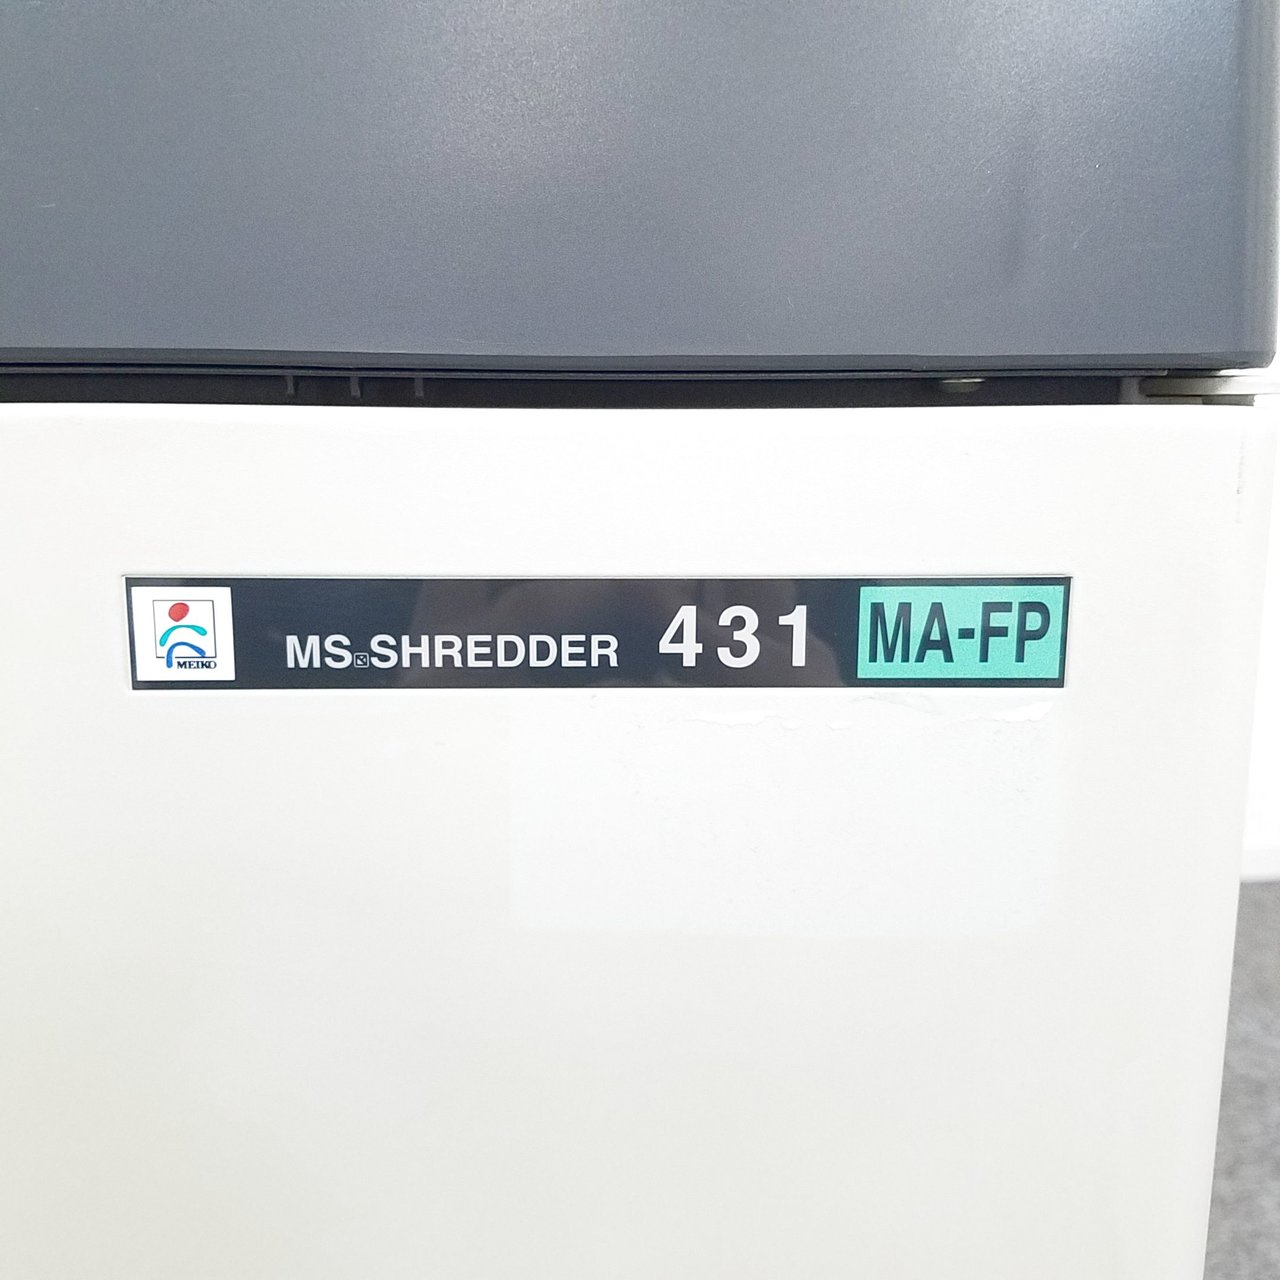 MEIKO
MS SHREDDER 431 MA-FP